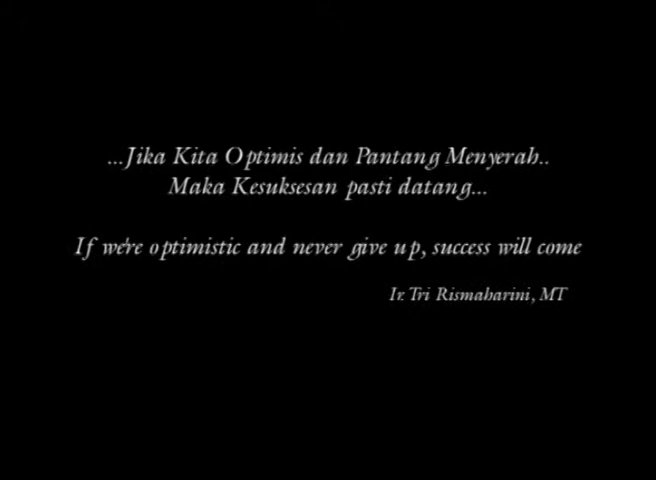 ...Jika Kita Optimis dan Pantang Menyerah..
Maka Kesuksesan pasti datang...
If we're optimistic and never give up, success will come
Ir. Tri Rismaharini, MT